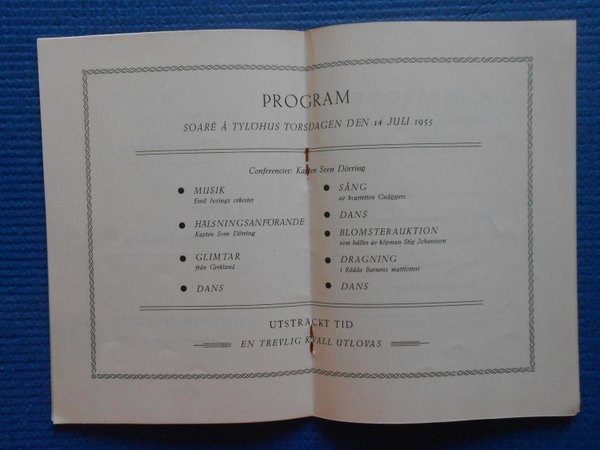 PROGRAM
SOARÉ Å TYLÖHUS TORSDAGEN DEN 14 JULI 1955
Conferencier: Kapten Sven Dörring
MUSIK
Emil Iwrings orkester
HÄLSNINGSANFÖRANDE
Kapten Sven Dörring
GLIMTAR
från Grekland
DANS
SÅNG
av kvartetten Gnäggers
DANS
BLOMSTERAUKTION
som hålles av köpman Stig Johansson
DRAGNING
i Rädda Barnens mattlotteri
DANS
UTSTRÄCKT TID
EN TREVLIG KVÄLL UTLOVAS